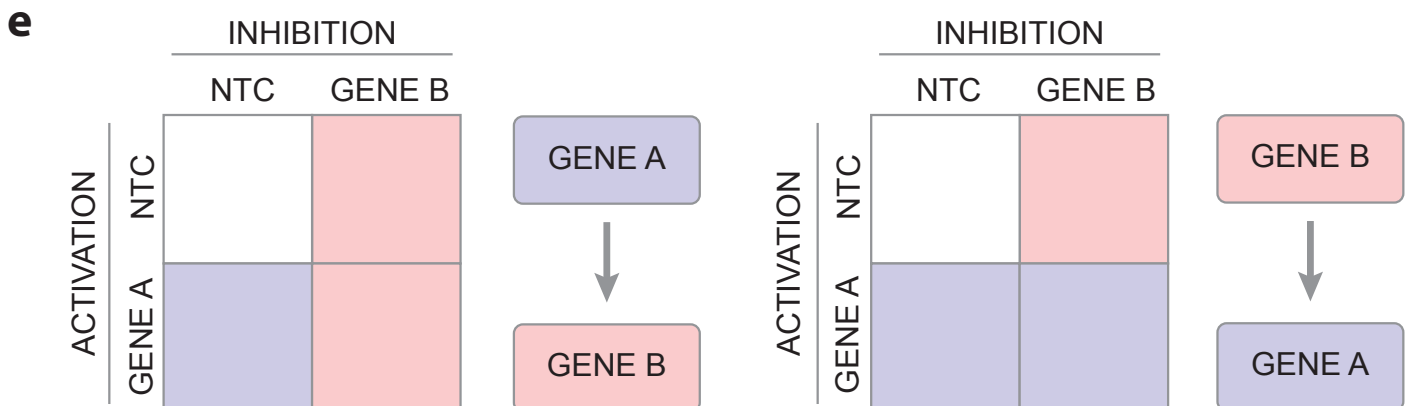 e
INHIBITION
NTC GENE B
ACTIVATION
NTC
GENE A
GENE A
GENE B
INHIBITION
NTC GENE B
ACTIVATION
NTC
GENE A
GENE B
GENE A